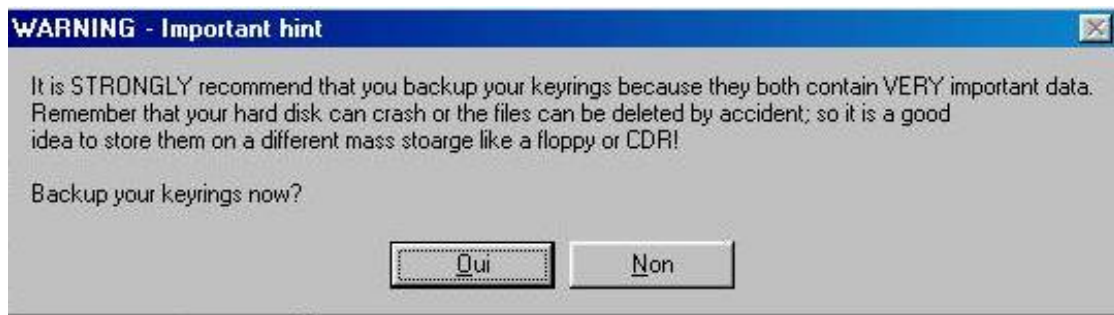 WARNING - Important hint
It is STRONGLY recommend that you backup your keyrings because they both contain VERY important data.
Remember that your hard disk can crash or the files can be deleted by accident; so it is a good
idea to store them on a different mass stoarge like a floppy or CDR!
Backup your keyrings now?
Oui
Non